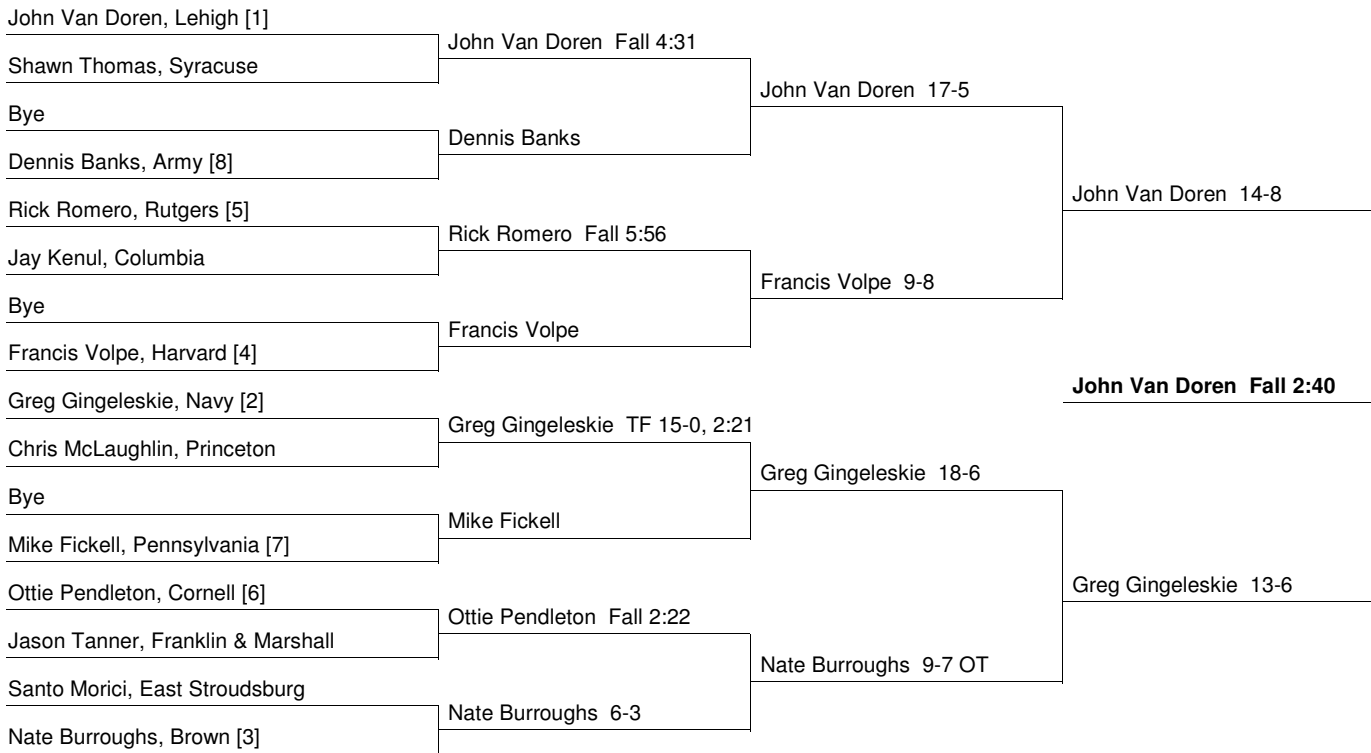 John Van Doren, Lehigh [1]
John Van Doren  Fall 4:31
Shawn Thomas, Syracuse
John Van Doren  17-5
Bye
Dennis Banks
Dennis Banks, Army [8]
John Van Doren  14-8
Rick Romero, Rutgers [5]
Rick Romero  Fall 5:56
Jay Kenul, Columbia
Francis Volpe  9-8
Bye
Francis Volpe
Francis Volpe, Harvard [4]
John Van Doren  Fall 2:40
Greg Gingeleskie, Navy [2]
Greg Gingeleskie  TF 15-0, 2:21
Chris McLaughlin, Princeton
Greg Gingeleskie  18-6
Bye
Mike Fickell
Mike Fickell, Pennsylvania [7]
Greg Gingeleskie  13-6
Ottie Pendleton, Cornell [6]
Ottie Pendleton  Fall 2:22
Jason Tanner, Franklin & Marshall
Nate Burroughs  9-7 OT
Santo Morici, East Stroudsburg
Nate Burroughs  6-3
Nate Burroughs, Brown [3]